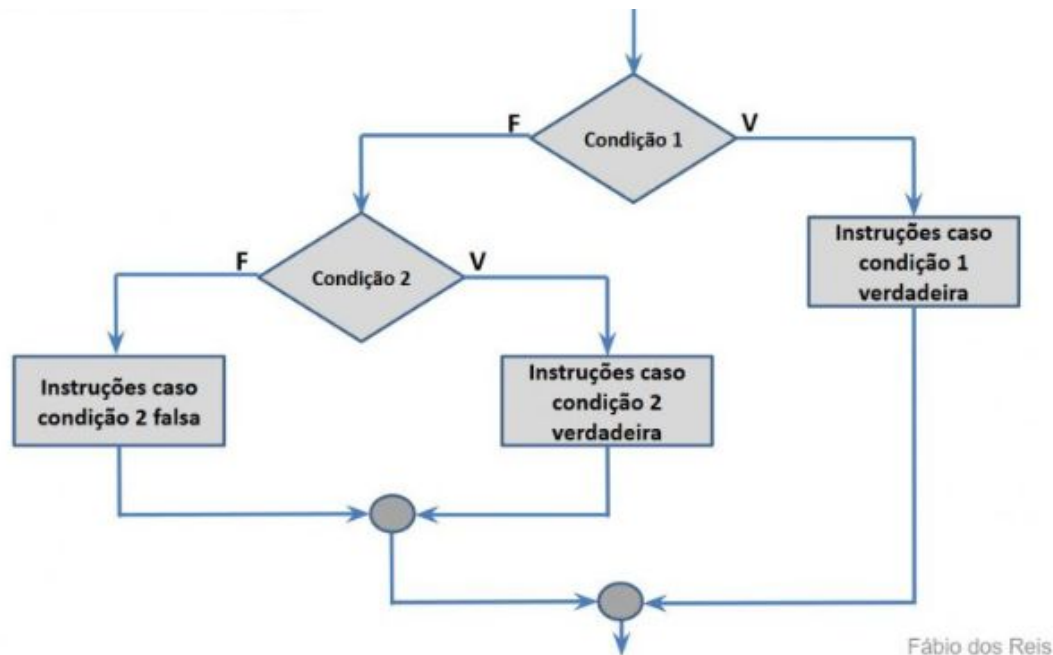 F
Condição 1
V
Instruções caso
condição 1
verdadeira
F
Condição 2
V
Instruções caso
condição 2 falsa
Instruções caso
condição 2
verdadeira
Fábio dos Reis